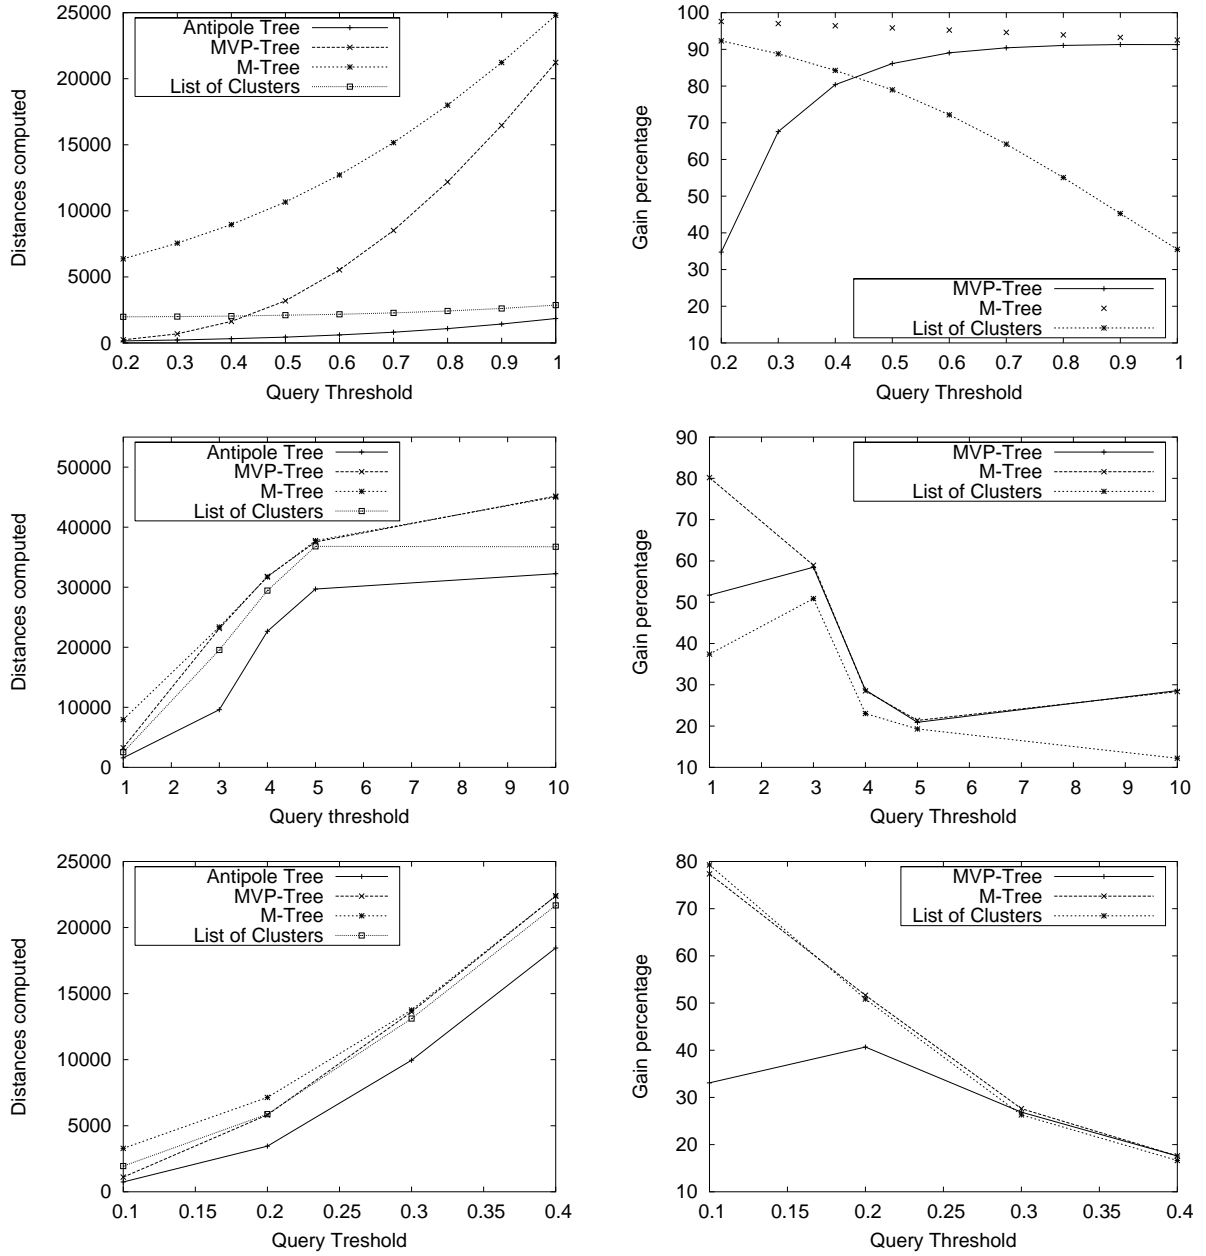 Distances computed
25000
20000
15000
10000
5000
0
0.2 0.3 0.4 0.5 0.6 0.7 0.8 0.9 1
Query Threshold
Antipole Tree
MVP-Tree
M-Tree
List of Clusters
Gain percentage
100
90
80
70
60
50
40
30
20
10
0.2 0.3 0.4 0.5 0.6 0.7 0.8 0.9 1
Query Threshold
MVP-Tree
M-Tree
List of Clusters
Distances computed
50000
40000
30000
20000
10000
0
1 2 3 4 5 6 7 8 9 10
Query threshold
Antipole Tree
MVP-Tree
M-Tree
List of Clusters
Gain percentage
90
80
70
60
50
40
30
20
10
1 2 3 4 5 6 7 8 9 10
Query Threshold
MVP-Tree
M-Tree
List of Clusters
Distances computed
25000
20000
15000
10000
5000
0
0.1 0.15 0.2 0.25 0.3 0.35 0.4
Query Threshold
Antipole Tree
MVP-Tree
M-Tree
List of Clusters
Gain percentage
80
70
60
50
40
30
20
10
0.1 0.15 0.2 0.25 0.3 0.35 0.4
Query Threshold
MVP-Tree
M-Tree
List of Clusters